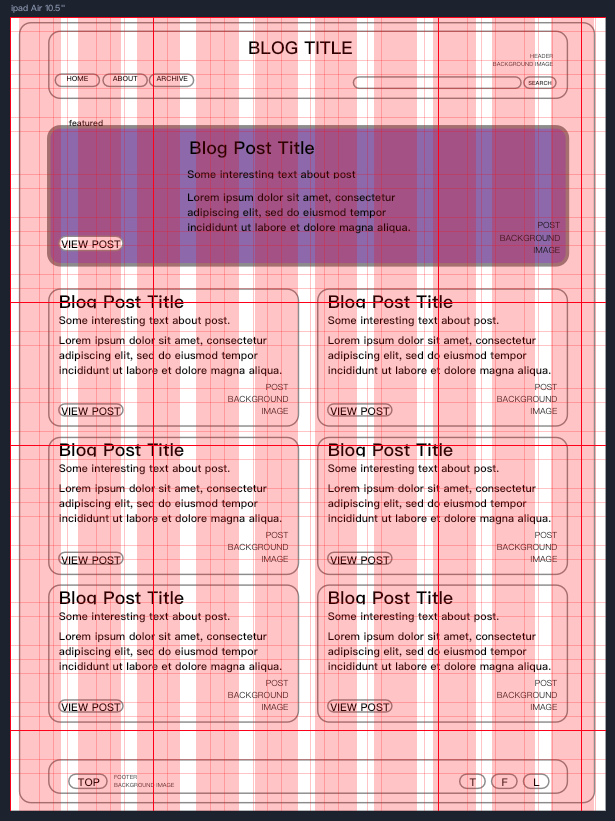 ipad Air 10.5"
BLOG TITLE
HEADER
BACKGROUND IMAGE
HOME ABOUT ARCHIVE SEARCH
featured
Blog Post Title
Some interesting text about post
Lorem ipsum dolor sit amet, consectetur
adipiscing elit, sed do eiusmod tempor
incididunt ut labore et dolore magna aliqua.
VIEW POST
POST
BACKGROUND
IMAGE
Blog Post Title
Some interesting text about post.
Lorem ipsum dolor sit amet, consectetur
adipiscing elit, sed do eiusmod tempor
incididunt ut labore et dolore magna aliqua.
POST
BACKGROUND
IMAGE
VIEW POST
Blog Post Title
Some interesting text about post.
Lorem ipsum dolor sit amet, consectetur
adipiscing elit, sed do eiusmod tempor
incididunt ut labore et dolore magna aliqua.
POST
BACKGROUND
IMAGE
VIEW POST
Blog Post Title
Some interesting text about post.
Lorem ipsum dolor sit amet, consectetur
adipiscing elit, sed do eiusmod tempor
incididunt ut labore et dolore magna aliqua.
POST
BACKGROUND
IMAGE
VIEW POST
Blog Post Title
Some interesting text about post.
Lorem ipsum dolor sit amet, consectetur
adipiscing elit, sed do eiusmod tempor
incididunt ut labore et dolore magna aliqua.
POST
BACKGROUND
IMAGE
VIEW POST
Blog Post Title
Some interesting text about post.
Lorem ipsum dolor sit amet, consectetur
adipiscing elit, sed do eiusmod tempor
incididunt ut labore et dolore magna aliqua.
POST
BACKGROUND
IMAGE
VIEW POST
Blog Post Title
Some interesting text about post.
Lorem ipsum dolor sit amet, consectetur
adipiscing elit, sed do eiusmod tempor
incididunt ut labore et dolore magna aliqua.
POST
BACKGROUND
IMAGE
VIEW POST
TOP
FOOTER
BACKGROUND IMAGE
T F L